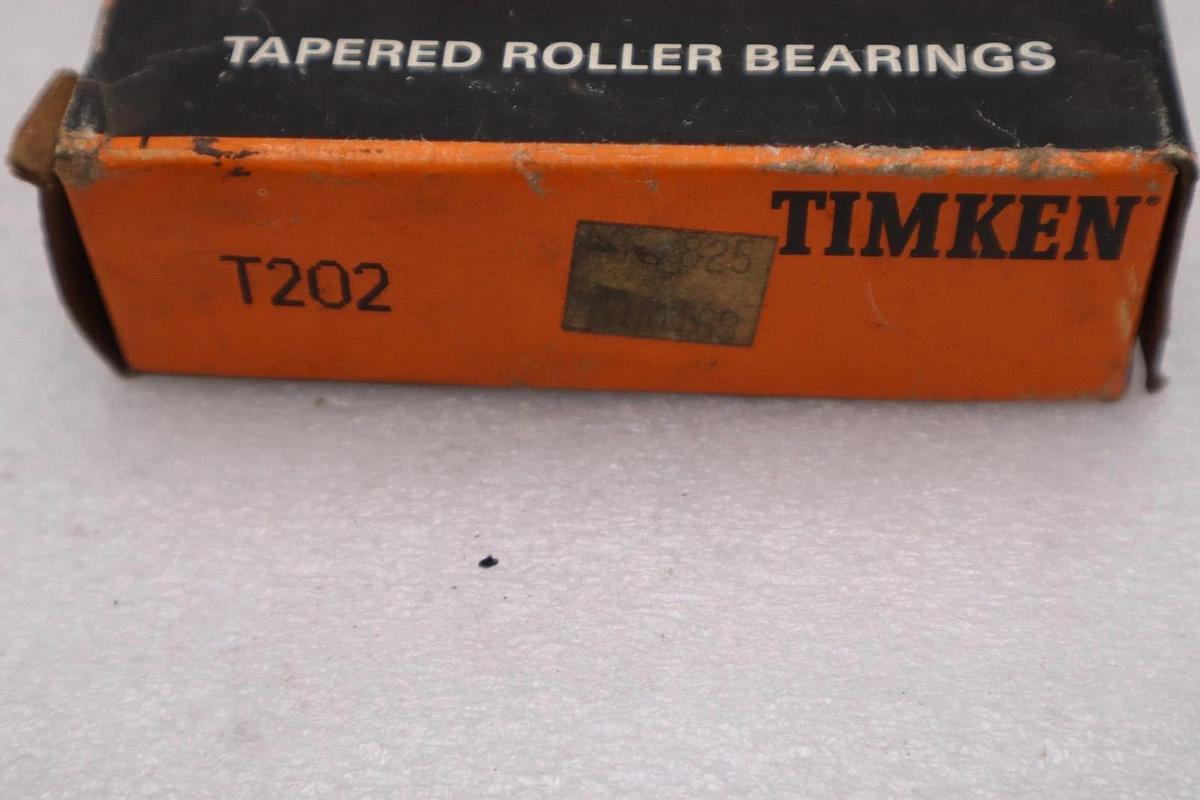 TAPERED ROLLER BEARINGS
TIMKEN®
T202